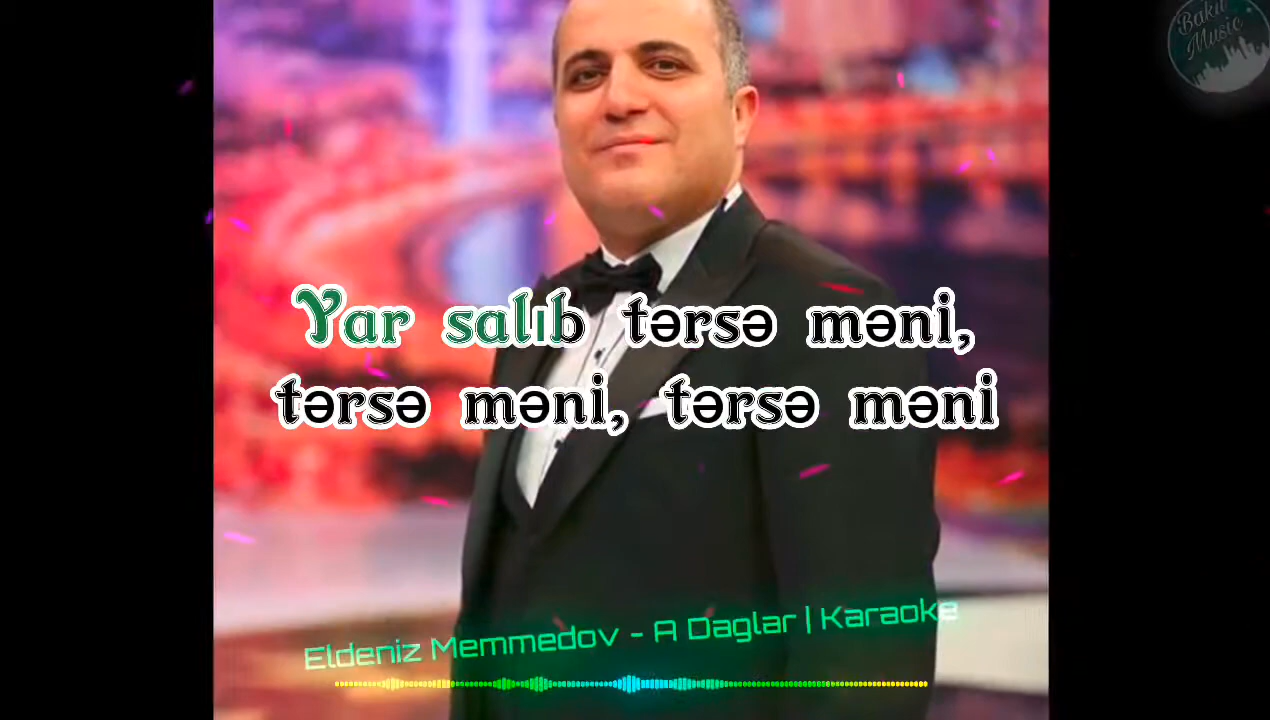 Baku
Music
Yar salıb tərsə məni,
tərsə məni, tərsə məni
Eldeniz Memmedov - A Daglar | Karaoke